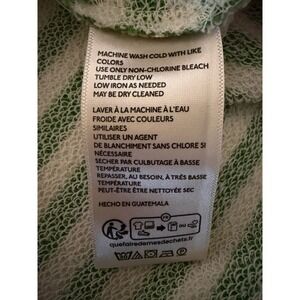 MACHINE WASH COLD WITH LIKE
COLORS
USE ONLY NON-CHLORINE BLEACH
TUMBLE DRY LOW
LOW IRON AS NEEDED
MAY BE DRY CLEANED
LAVER À LA MACHINE À L'EAU
FROIDE AVEC COULEURS
SIMILAIRES
UTILISER UN AGENT
DE BLANCHIMENT SANS CHLORE SI
NÉCESSAIRE
SÉCHER PAR CULBUTAGE À BASSE
TEMPÉRATURE
REPASSER, AU BESOIN, À TRÈS BASSE
TEMPÉRATURE
PEUT-ÊTRE NETTOYÉ SEC
HECHO EN GUATEMALA
FR
quefairedemesdechets.fr